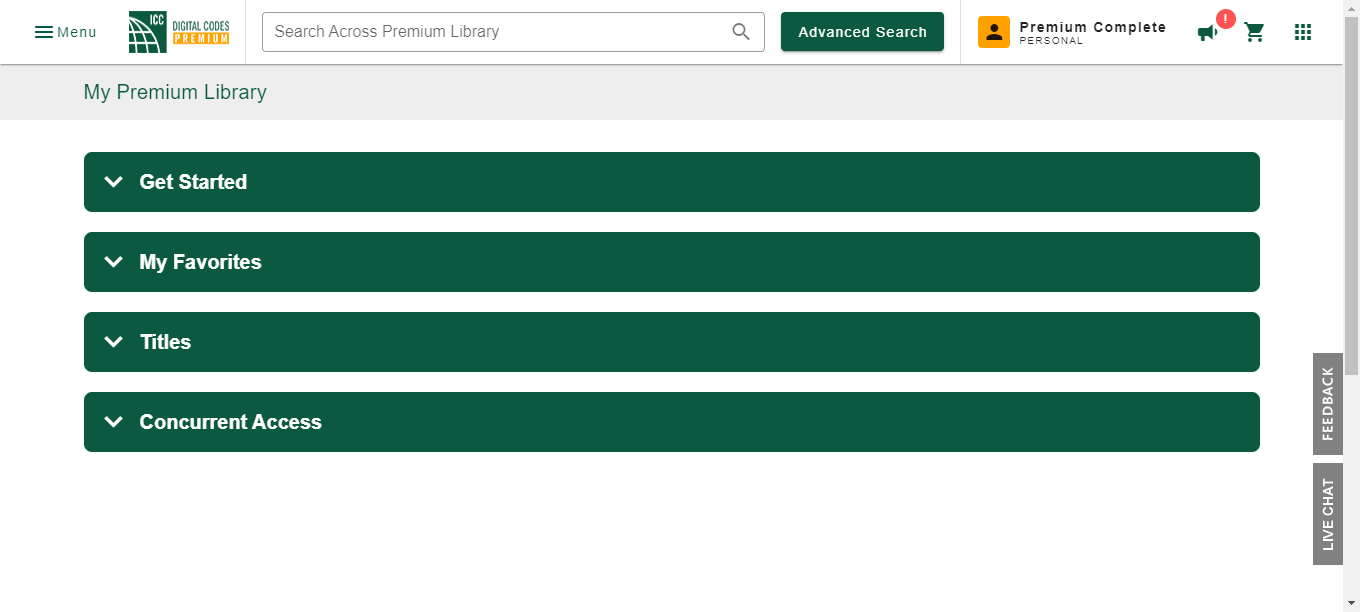 Menu
ICC
DIGITAL CODES
PREMIUM
Search Across Premium Library
Advanced Search
Premium Complete
PERSONAL
!
My Premium Library
Get Started
My Favorites
Titles
Concurrent Access
FEEDBACK
LIVE CHAT